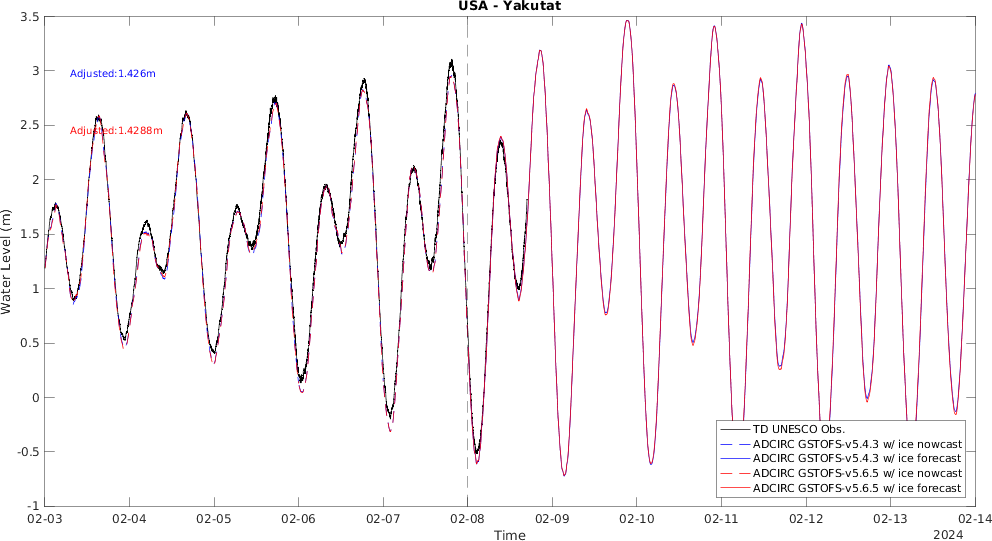 USA - Yakutat
3.5
3
2.5
2
1.5
1
0.5
0
-0.5
-1
Water Level (m)
Adjusted:1.426m
Adjusted:1.4288m
TD UNESCO Obs.
ADCIRC GSTOFS-v5.4.3 w/ ice nowcast
ADCIRC GSTOFS-v5.4.3 w/ ice forecast
ADCIRC GSTOFS-v5.6.5 w/ ice nowcast
ADCIRC GSTOFS-v5.6.5 w/ ice forecast
02-03 02-04 02-05 02-06 02-07 02-08 02-09 02-10 02-11 02-12 02-13 02-14
Time
2024